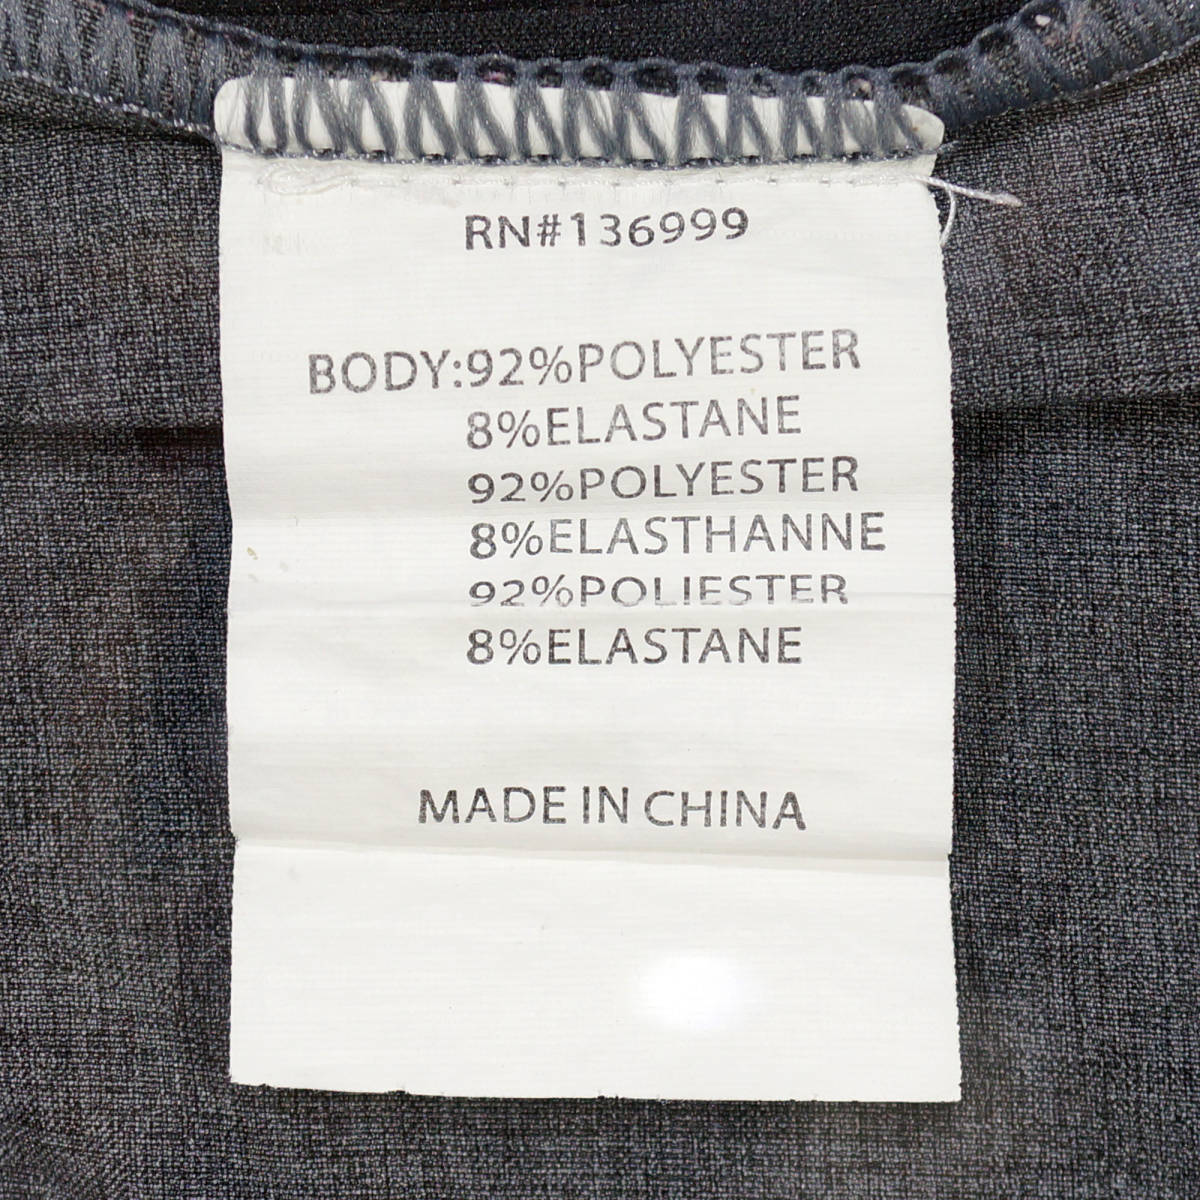 RN#136999
BODY:92%POLYESTER
8%ELASTANE
92%POLYESTER
8%ELASTHANNE
92%POLIESTER
8%ELASTANE
MADE IN CHINA